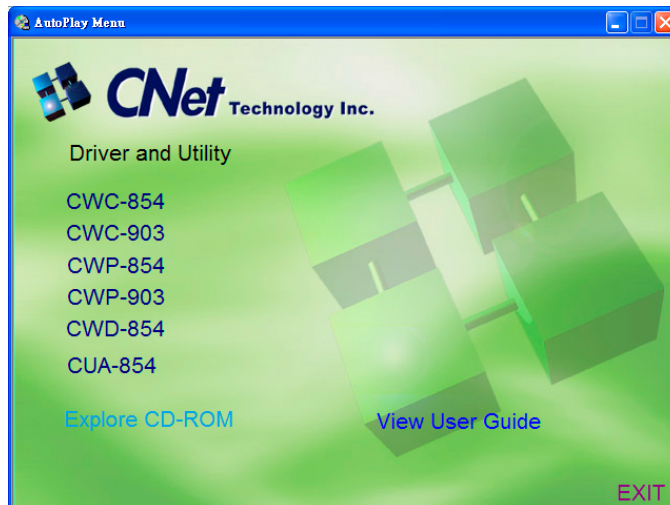 AutoPlay Menu
CNet Technology Inc.
Driver and Utility
CWC-854
CWC-903
CWP-854
CWP-903
CWD-854
CUA-854
Explore CD-ROM
View User Guide
EXIT